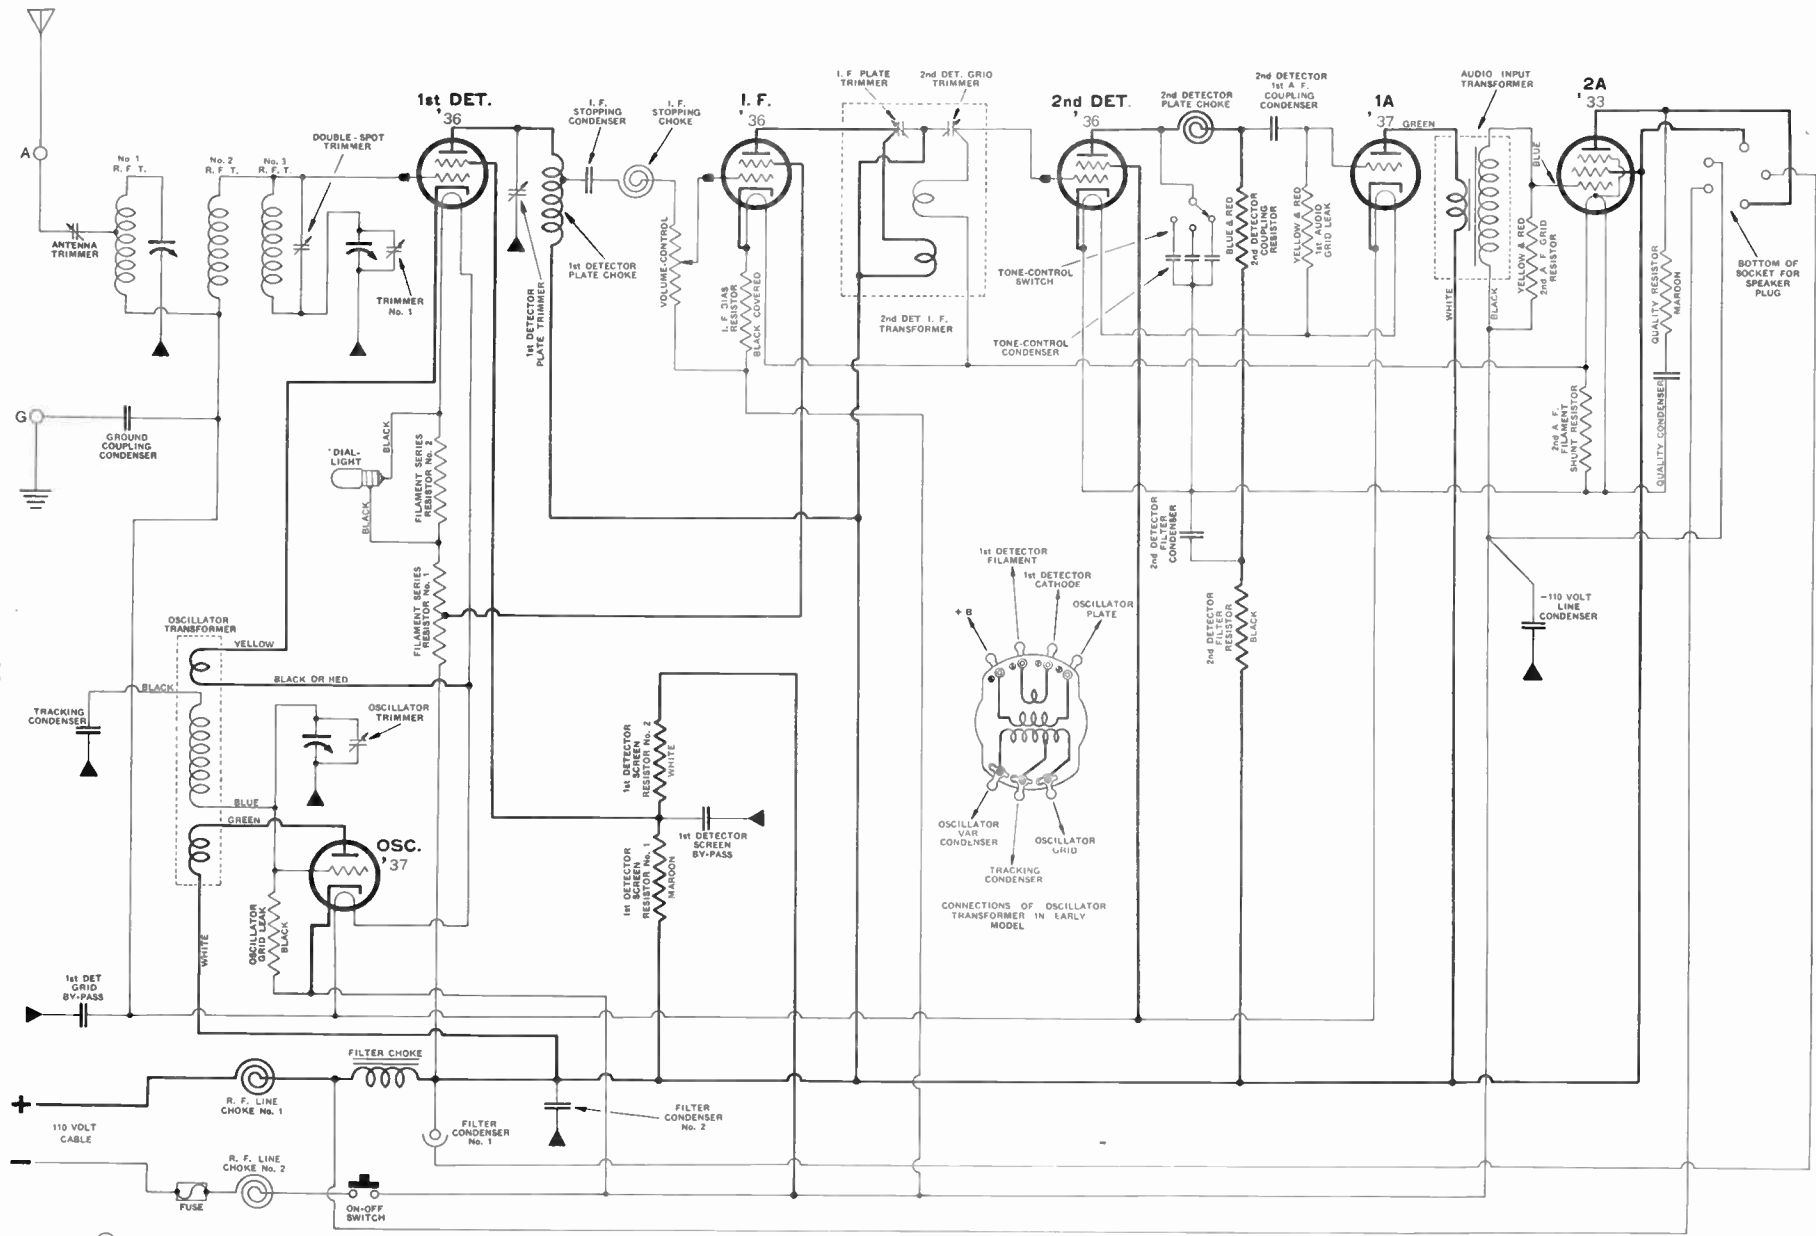 A
ANTENNA
TRIMMER
No 1
R. F. T.
No. 2
R. F. T.
No. 3
R. F. T.
DOUBLE-SPOT
TRIMMER
TRIMMER
No. 1
1st DET.
'36
I. F.
STOPPING
CONDENSER
I. F.
STOPPING
CHOKE
1st DETECTOR
PLATE CHOKE
1st DETECTOR
PLATE TRIMMER
I. F.
'36
VOLUME-CONTROL
I. F. BIAS
RESISTOR
BLACK COVERED
I. F. PLATE
TRIMMER
2nd DET. GRID
TRIMMER
2nd DET I. F.
TRANSFORMER
2nd DET.
'36
2nd DETECTOR
PLATE CHOKE
2nd DETECTOR
1st A F.
COUPLING
CONDENSER
TONE-CONTROL
SWITCH
TONE-CONTROL
CONDENSER
BLUE & RED
2nd DETECTOR
COUPLING
RESISTOR
YELLOW & RED
1st AUDIO
GRID LEAK
1A
'37
GREEN
AUDIO INPUT
TRANSFORMER
WHITE
BLACK
BLUE
YELLOW & RED
2nd A F GRID
RESISTOR
2A
'33
QUALITY RESISTOR
MAROON
QUALITY CONDENSER
BOTTOM OF
SOCKET FOR
SPEAKER
PLUG
2nd A. F.
FILAMENT
SHUNT RESISTOR
G
GROUND
COUPLING
CONDENSER
'DIAL-
LIGHT
BLACK
BLACK
FILAMENT SERIES
RESISTOR No. 2
FILAMENT SERIES
RESISTOR No. 1
2nd DETECTOR
FILTER
CONDENSER
2nd DETECTOR
FILTER
RESISTOR
BLACK
-110 VOLT
LINE
CONDENSER
OSCILLATOR
TRANSFORMER
YELLOW
BLACK OR RED
BLACK
TRACKING
CONDENSER
OSCILLATOR
TRIMMER
BLUE
GREEN
OSC.
'37
OSCILLATOR
GRID LEAK
BLACK
WHITE
1st DETECTOR
SCREEN
RESISTOR No. 2
WHITE
1st DETECTOR
SCREEN
BY-PASS
1st DETECTOR
SCREEN
RESISTOR No. 1
MAROON
1st DETECTOR
FILAMENT
1st DETECTOR
CATHODE
+ B
OSCILLATOR
PLATE
OSCILLATOR
VAR
CONDENSER
OSCILLATOR
GRID
TRACKING
CONDENSER
CONNECTIONS OF OSCILLATOR
TRANSFORMER IN EARLY
MODEL
1st DET
GRID
BY-PASS
FILTER CHOKE
+
R. F. LINE
CHOKE No. 1
110 VOLT
CABLE
FILTER
CONDENSER
No. 1
FILTER
CONDENSER
No. 2
−
R. F. LINE
CHOKE No. 2
FUSE
ON-OFF
SWITCH